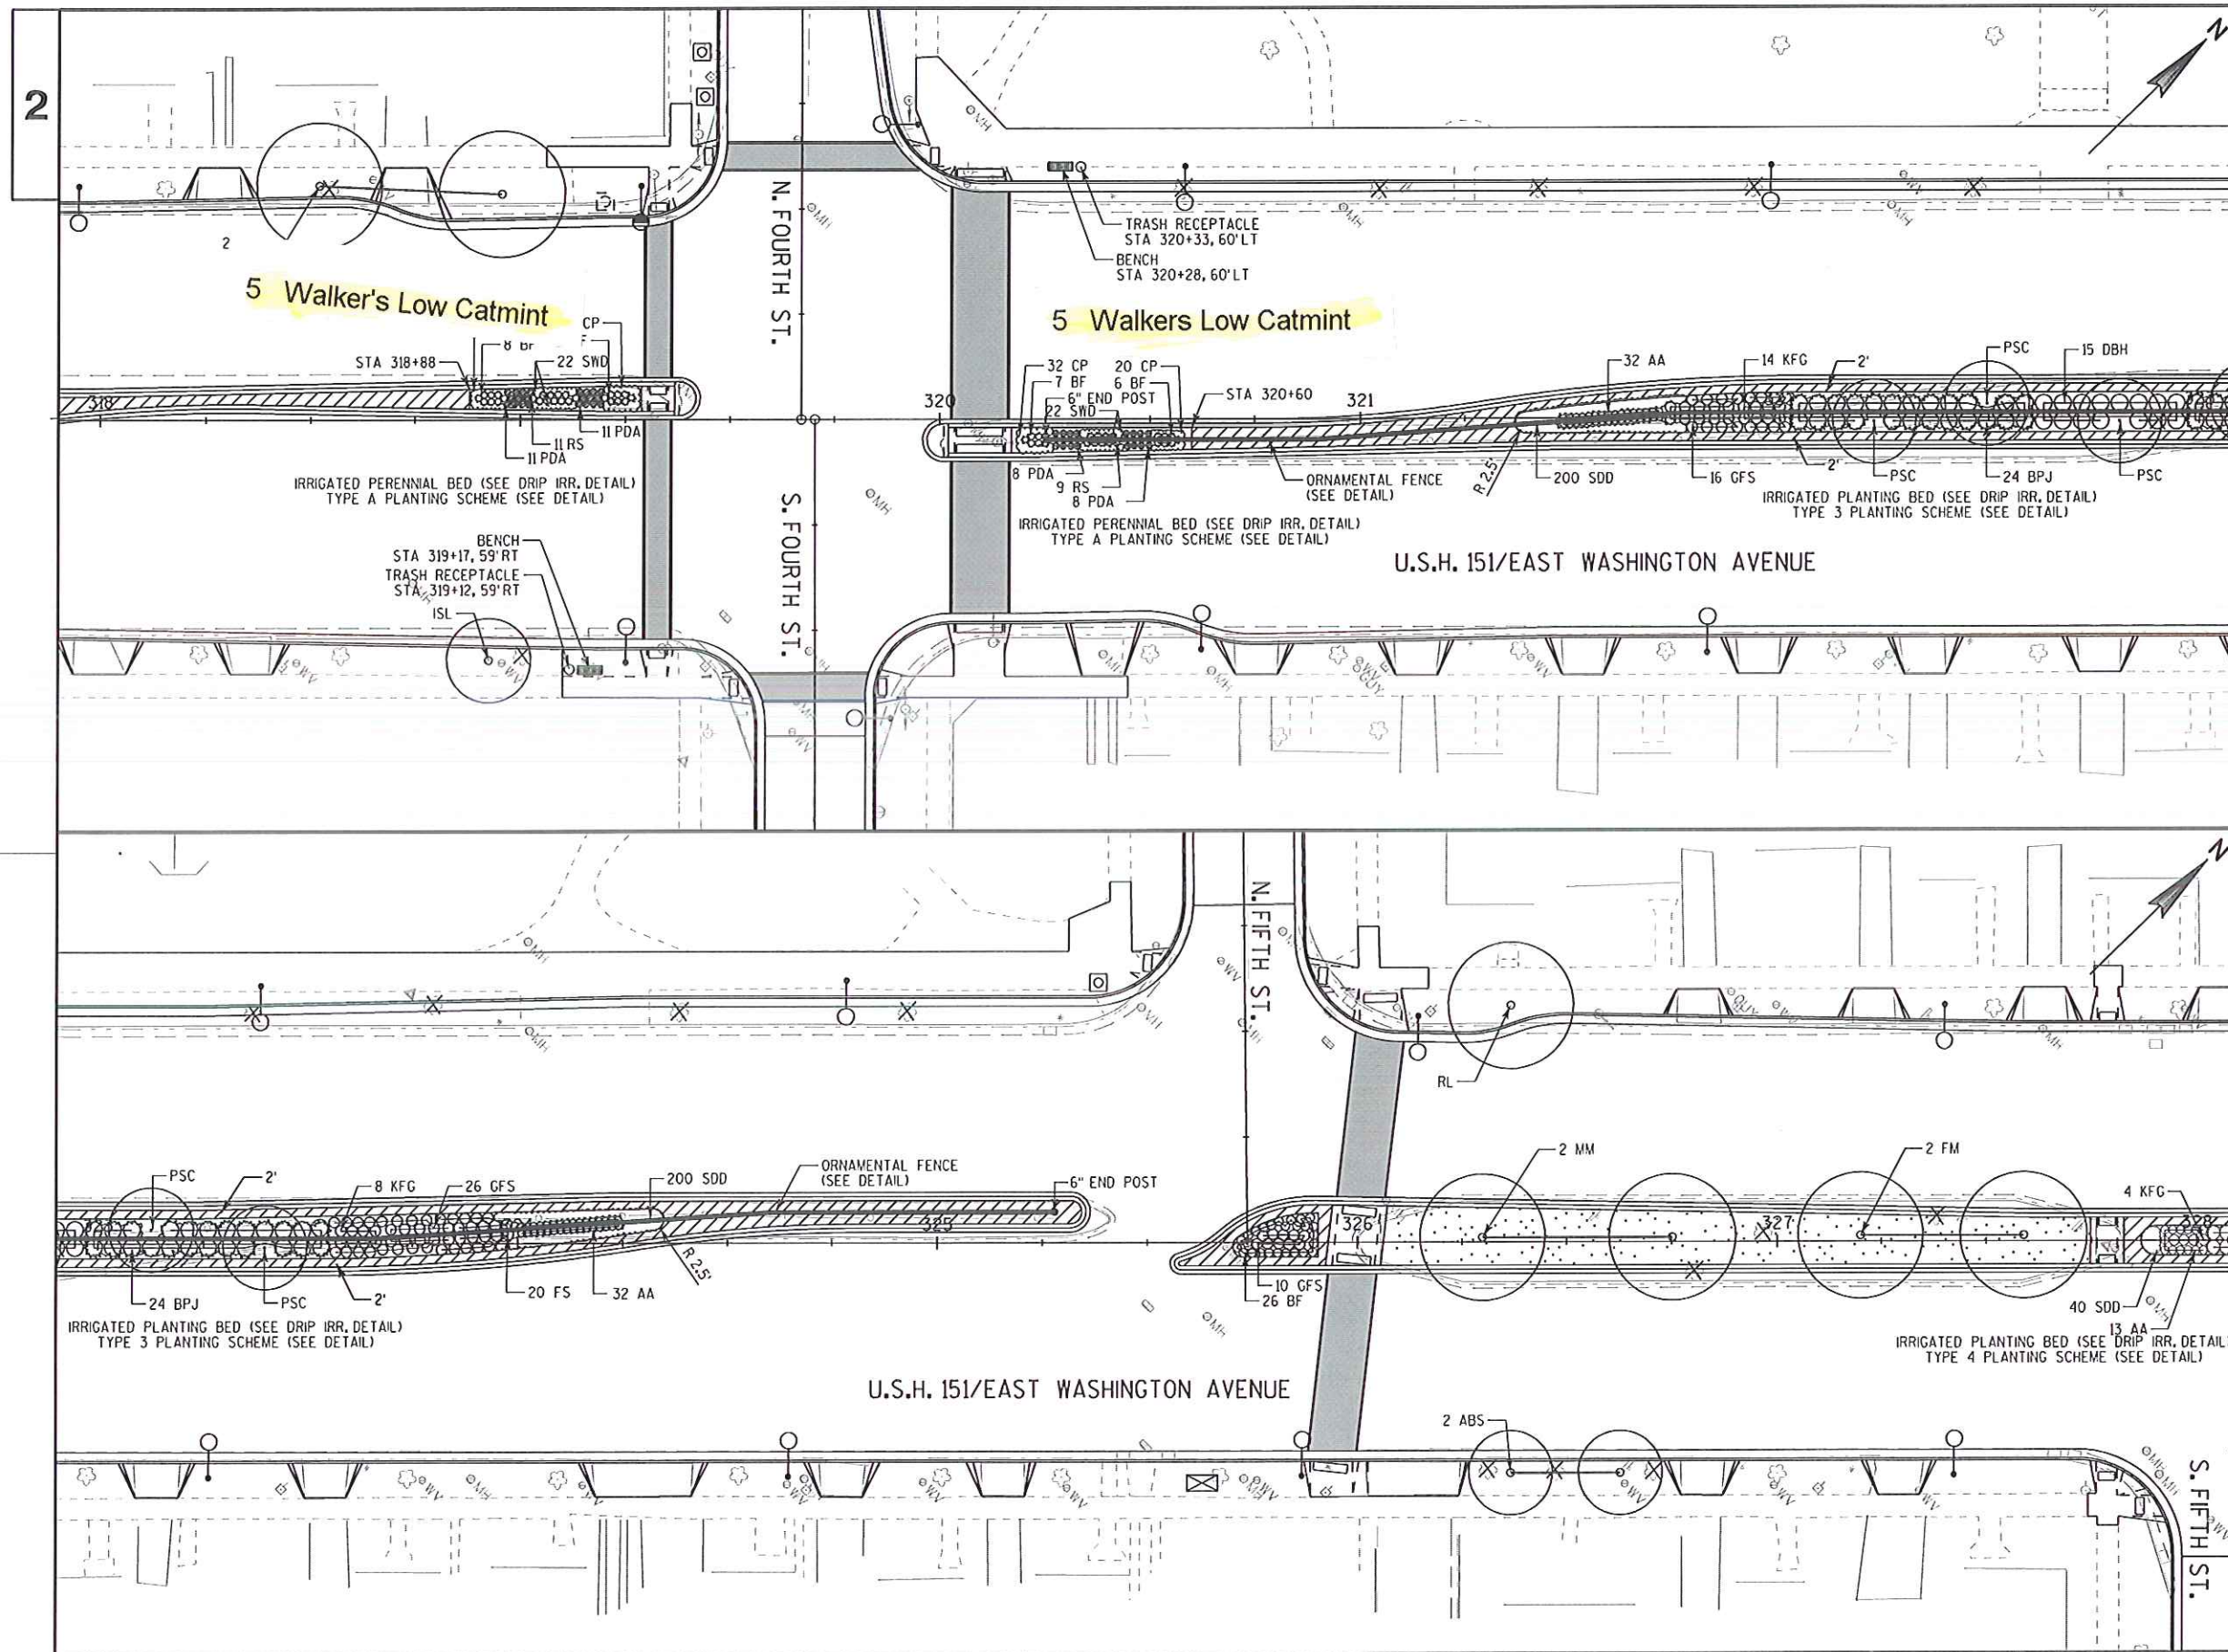 2
N. FOURTH ST.
TRASH RECEPTACLE
STA 320+33, 60'LT
BENCH
STA 320+28, 60'LT
2
5 Walker's Low Catmint
5 Walkers Low Catmint
CP
F
22 SWD
STA 318+88
318
11 PDA
11 RS
11 PDA
IRRIGATED PERENNIAL BED (SEE DRIP IRR. DETAIL)
TYPE A PLANTING SCHEME (SEE DETAIL)
32 CP
20 CP
7 BF
6 BF
6" END POST
22 SWD
STA 320+60
320
321
8 PDA
9 RS
8 PDA
ORNAMENTAL FENCE
(SEE DETAIL)
IRRIGATED PERENNIAL BED (SEE DRIP IRR. DETAIL)
TYPE A PLANTING SCHEME (SEE DETAIL)
32 AA
14 KFG
2'
PSC
15 DBH
R 2.5'
200 SDD
16 GFS
2'
PSC
24 BPJ
PSC
IRRIGATED PLANTING BED (SEE DRIP IRR. DETAIL)
TYPE 3 PLANTING SCHEME (SEE DETAIL)
U.S.H. 151/EAST WASHINGTON AVENUE
BENCH
STA 319+17, 59'RT
TRASH RECEPTACLE
STA 319+12, 59'RT
ISL
S. FOURTH ST.
N
N. FIFTH ST.
N
RL
PSC
2'
8 KFG
26 GFS
200 SDD
ORNAMENTAL FENCE
(SEE DETAIL)
6" END POST
325
R 2.5'
24 BPJ
PSC
2'
20 FS
32 AA
IRRIGATED PLANTING BED (SEE DRIP IRR. DETAIL)
TYPE 3 PLANTING SCHEME (SEE DETAIL)
2 MM
2 FM
326
327
4 KFG
328
10 GFS
26 BF
40 SDD
13 AA
IRRIGATED PLANTING BED (SEE DRIP IRR. DETAIL
TYPE 4 PLANTING SCHEME (SEE DETAIL)
U.S.H. 151/EAST WASHINGTON AVENUE
2 ABS
S. FIFTH ST.